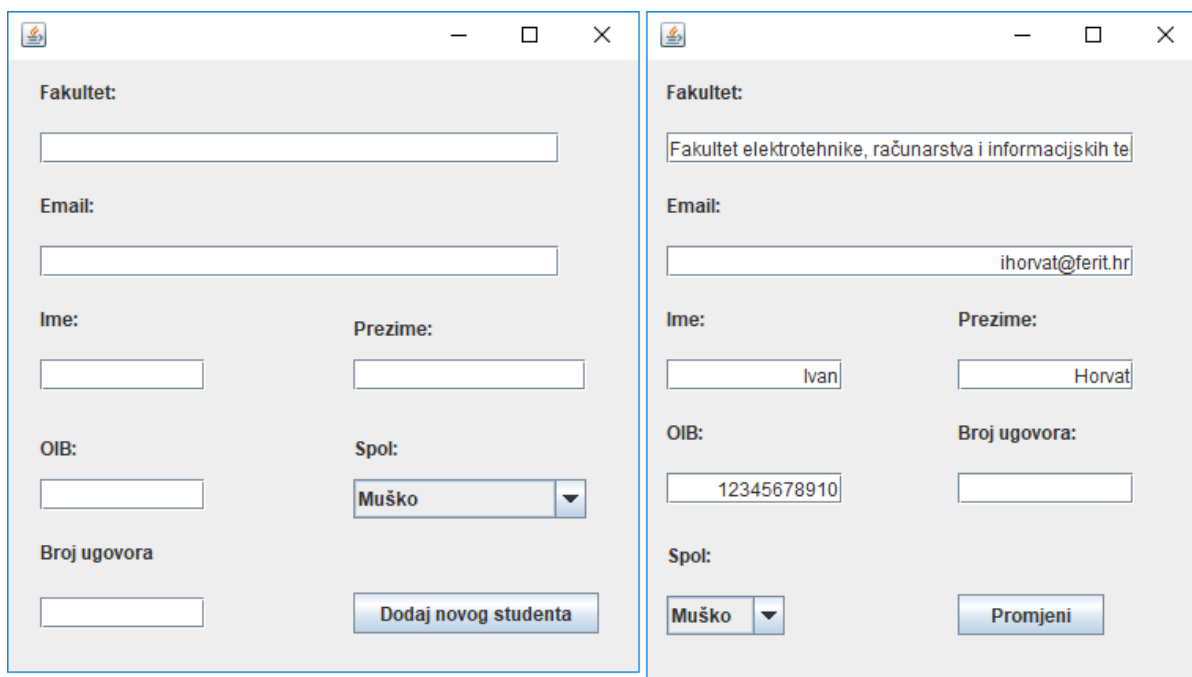 Fakultet:
Email:
Ime:
Prezime:
OIB:
Spol:
Muško
Broj ugovora
Dodaj novog studenta
Fakultet:
Fakultet elektrotehnike, računarstva i informacijskih tel
Email:
ihorvat@ferit.hr
Ime:
Prezime:
Ivan
Horvat
OIB:
Broj ugovora:
12345678910
Spol:
Muško
Promjeni